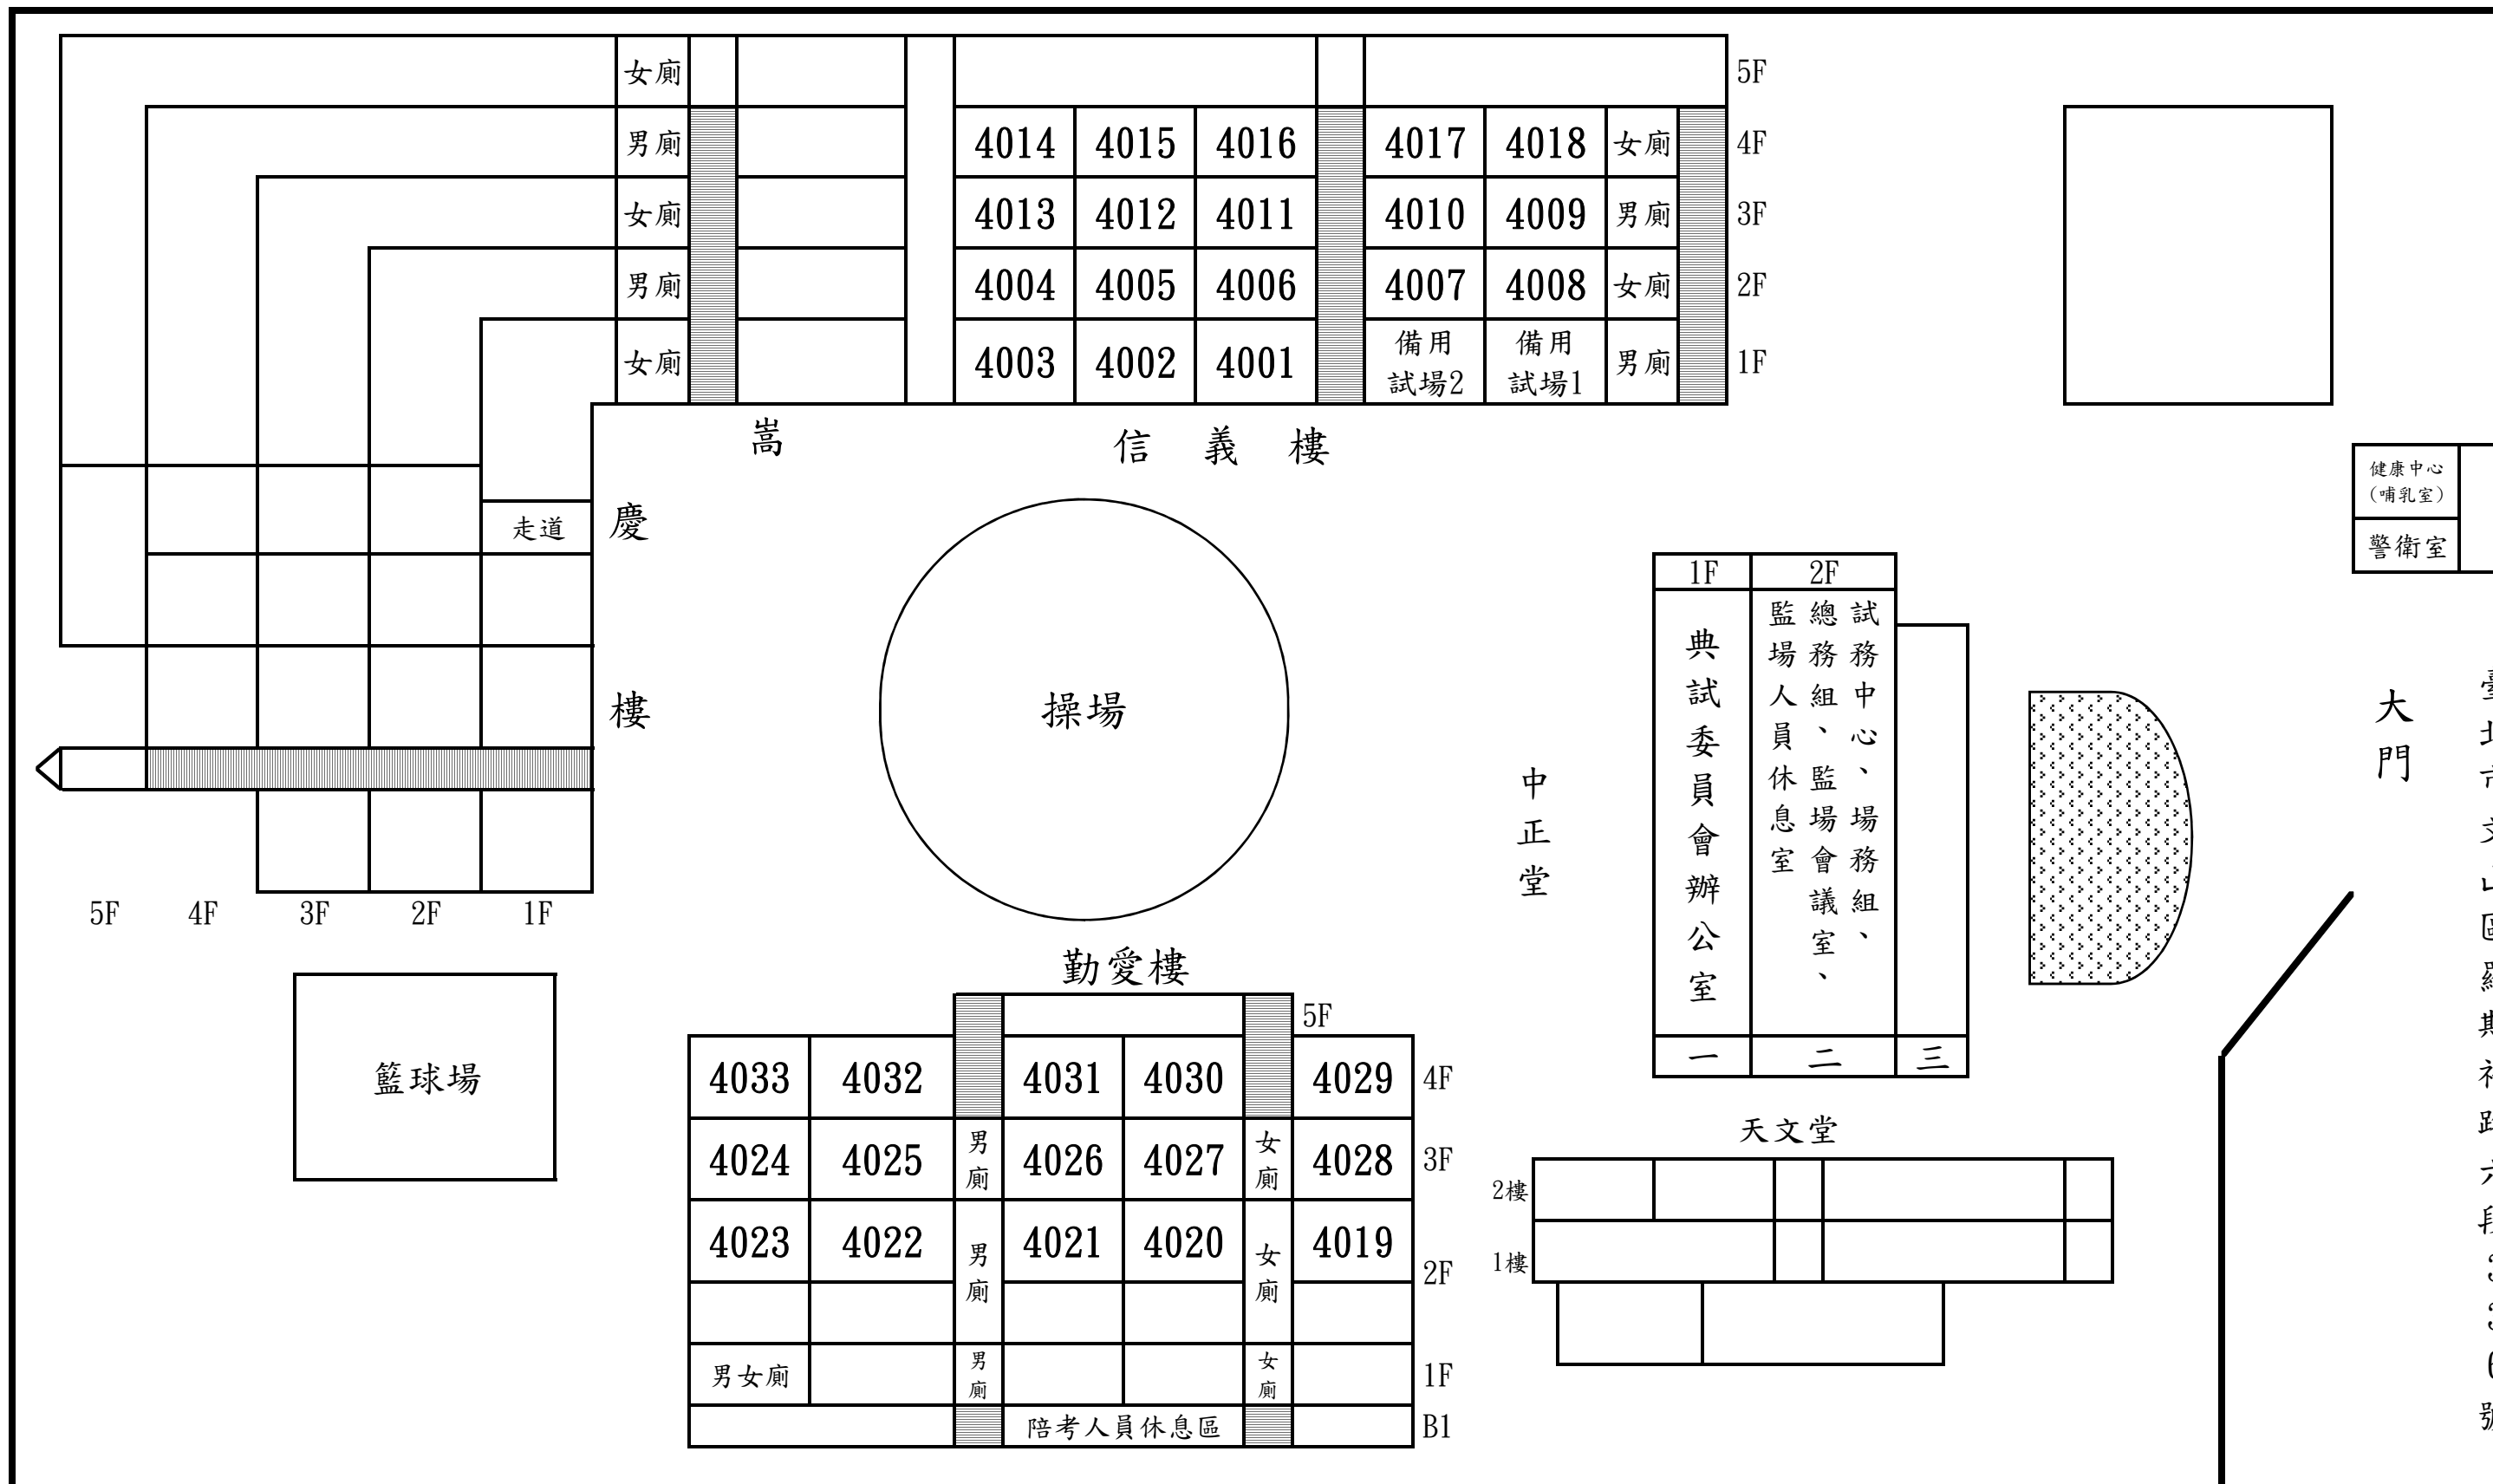 女廁 5F
男廁 4014 4015 4016 4017 4018 女廁 4F
女廁 4013 4012 4011 4010 4009 男廁 3F
男廁 4004 4005 4006 4007 4008 女廁 2F
女廁 4003 4002 4001 備用試場2 備用試場1 男廁 1F
嵩慶樓
信義樓
走道
5F 4F 3F 2F 1F
操場
籃球場
健康中心
(哺乳室)
警衛室
大門
中正堂
1F 2F
典試委員會辦公室
試務中心、場務組、
總務組、監場會議室、
監場人員休息室
一 二 三
勤愛樓
5F
4033 4032 4031 4030 4029 4F
4024 4025 男廁 4026 4027 女廁 4028 3F
4023 4022 男廁 4021 4020 女廁 4019 2F
男女廁 男廁 女廁 1F
陪考人員休息區 B1
天文堂
2樓
1樓